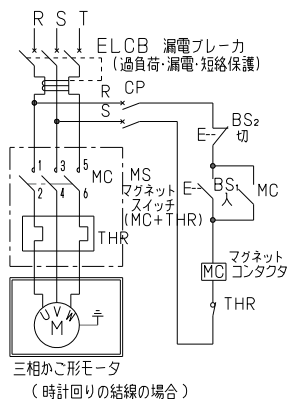 R S T
ELCB 漏電ブレーカ
(過負荷・漏電・短絡保護)
R CP
S
BS₂
切
E
1 3 5
MC
2 4 6
MS
マグネット
スイッチ
(MC+THR)
E
BS₁
入
MC
THR
マグネット
コンタクタ
MC
THR
U V W
M
三相かご形モータ
(時計回りの結線の場合)